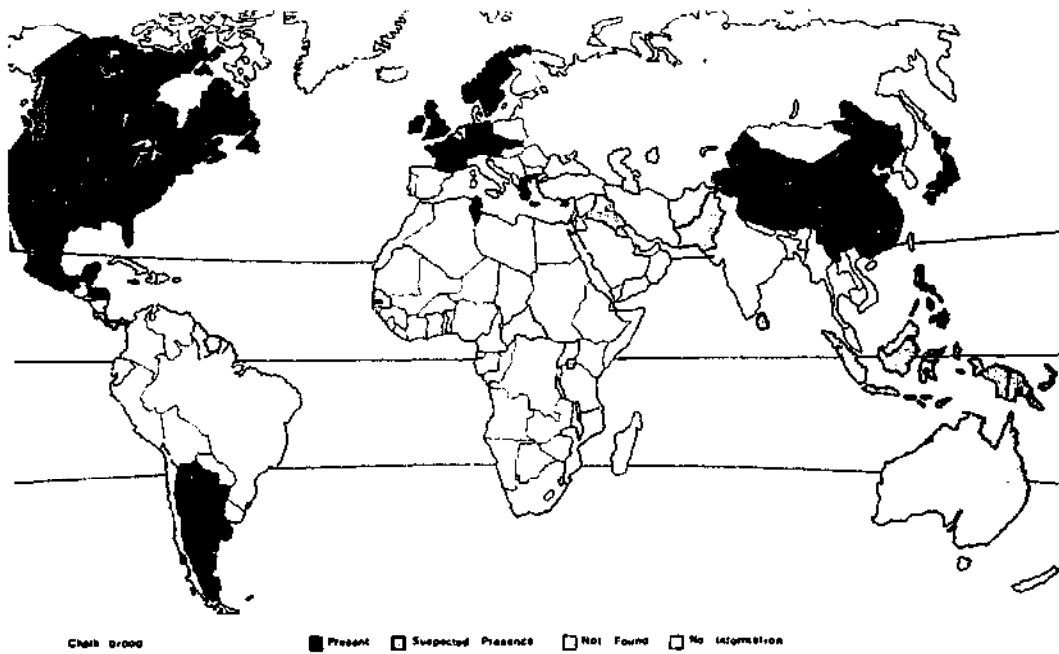 Chalk Brood
Present
Suspected Presence
Not Found
No Information